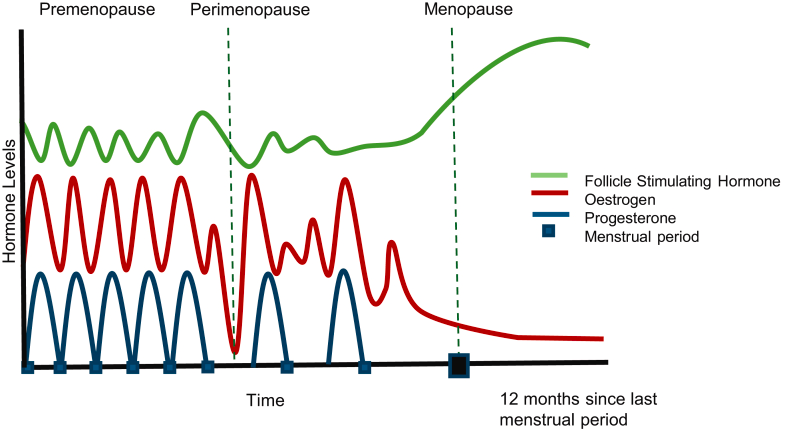 Premenopause
Perimenopause
Menopause
Hormone Levels
Follicle Stimulating Hormone
Oestrogen
Progesterone
Menstrual period
Time
12 months since last
menstrual period